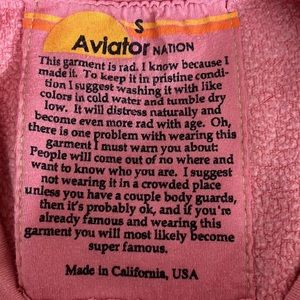 S
Aviator NATION
This garment is rad. I know because I
made it. To keep it in pristine condi-
tion I suggest washing it with like
colors in cold water and tumble dry
low. It will distress naturally and
become even more rad with age. Oh,
there is one problem with wearing this
garment I must warn you about:
People will come out of no where and
want to know who you are. I suggest
not wearing it in a crowded place
unless you have a couple body guards,
then it's probably ok, and if you're
already famous and wearing this
garment you will most likely become
super famous.
Made in California, USA